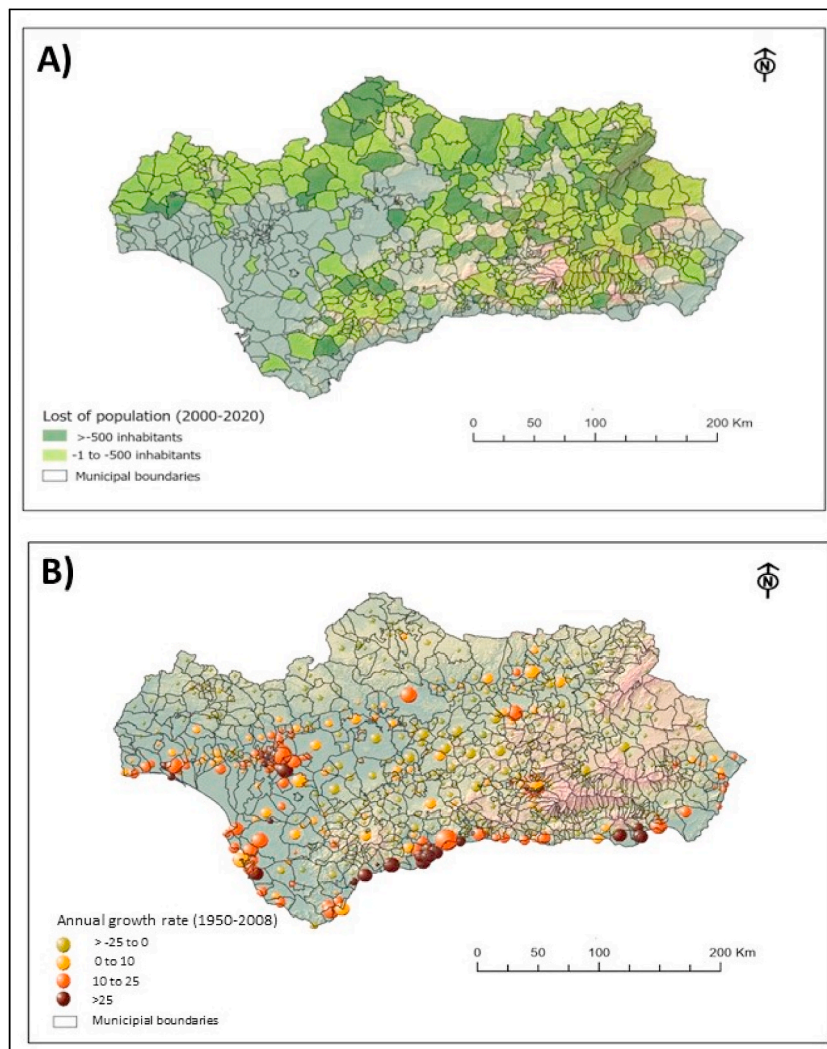 A)
N
Lost of population (2000-2020)
>-500 inhabitants
-1 to -500 inhabitants
Municipal boundaries
0 50 100 200 Km
B)
N
Annual growth rate (1950-2008)
> -25 to 0
0 to 10
10 to 25
>25
Municipial boundaries
0 50 100 200 Km